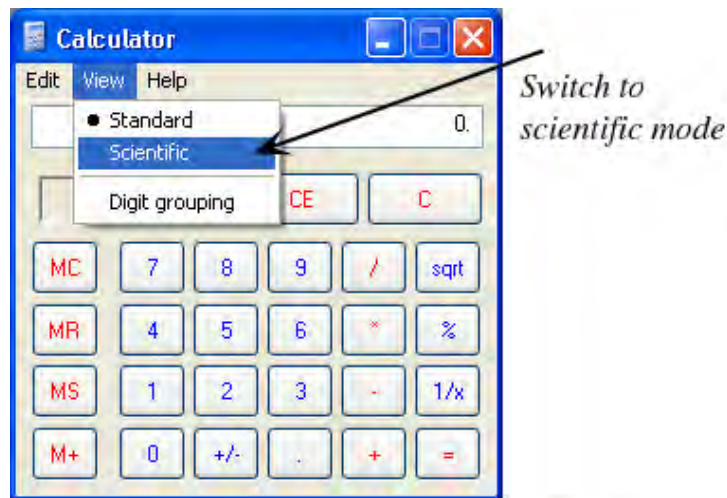 Calculator
Edit View Help
Standard 0.
Scientific
Digit grouping CE C
MC 7 8 9 / sqrt
MR 4 5 6 * %
MS 1 2 3 - 1/x
M+ 0 +/- . + =
Switch to
scientific mode